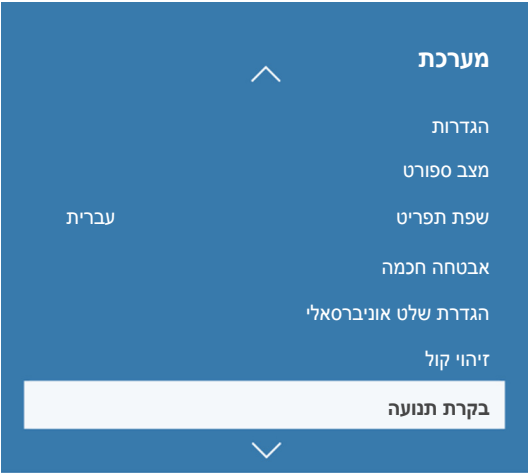 מערכת
הגדרות
מצב ספורט
שפת תפריט עברית
אבטחה חכמה
הגדרת שלט אוניברסאלי
זיהוי קול
בקרת תנועה